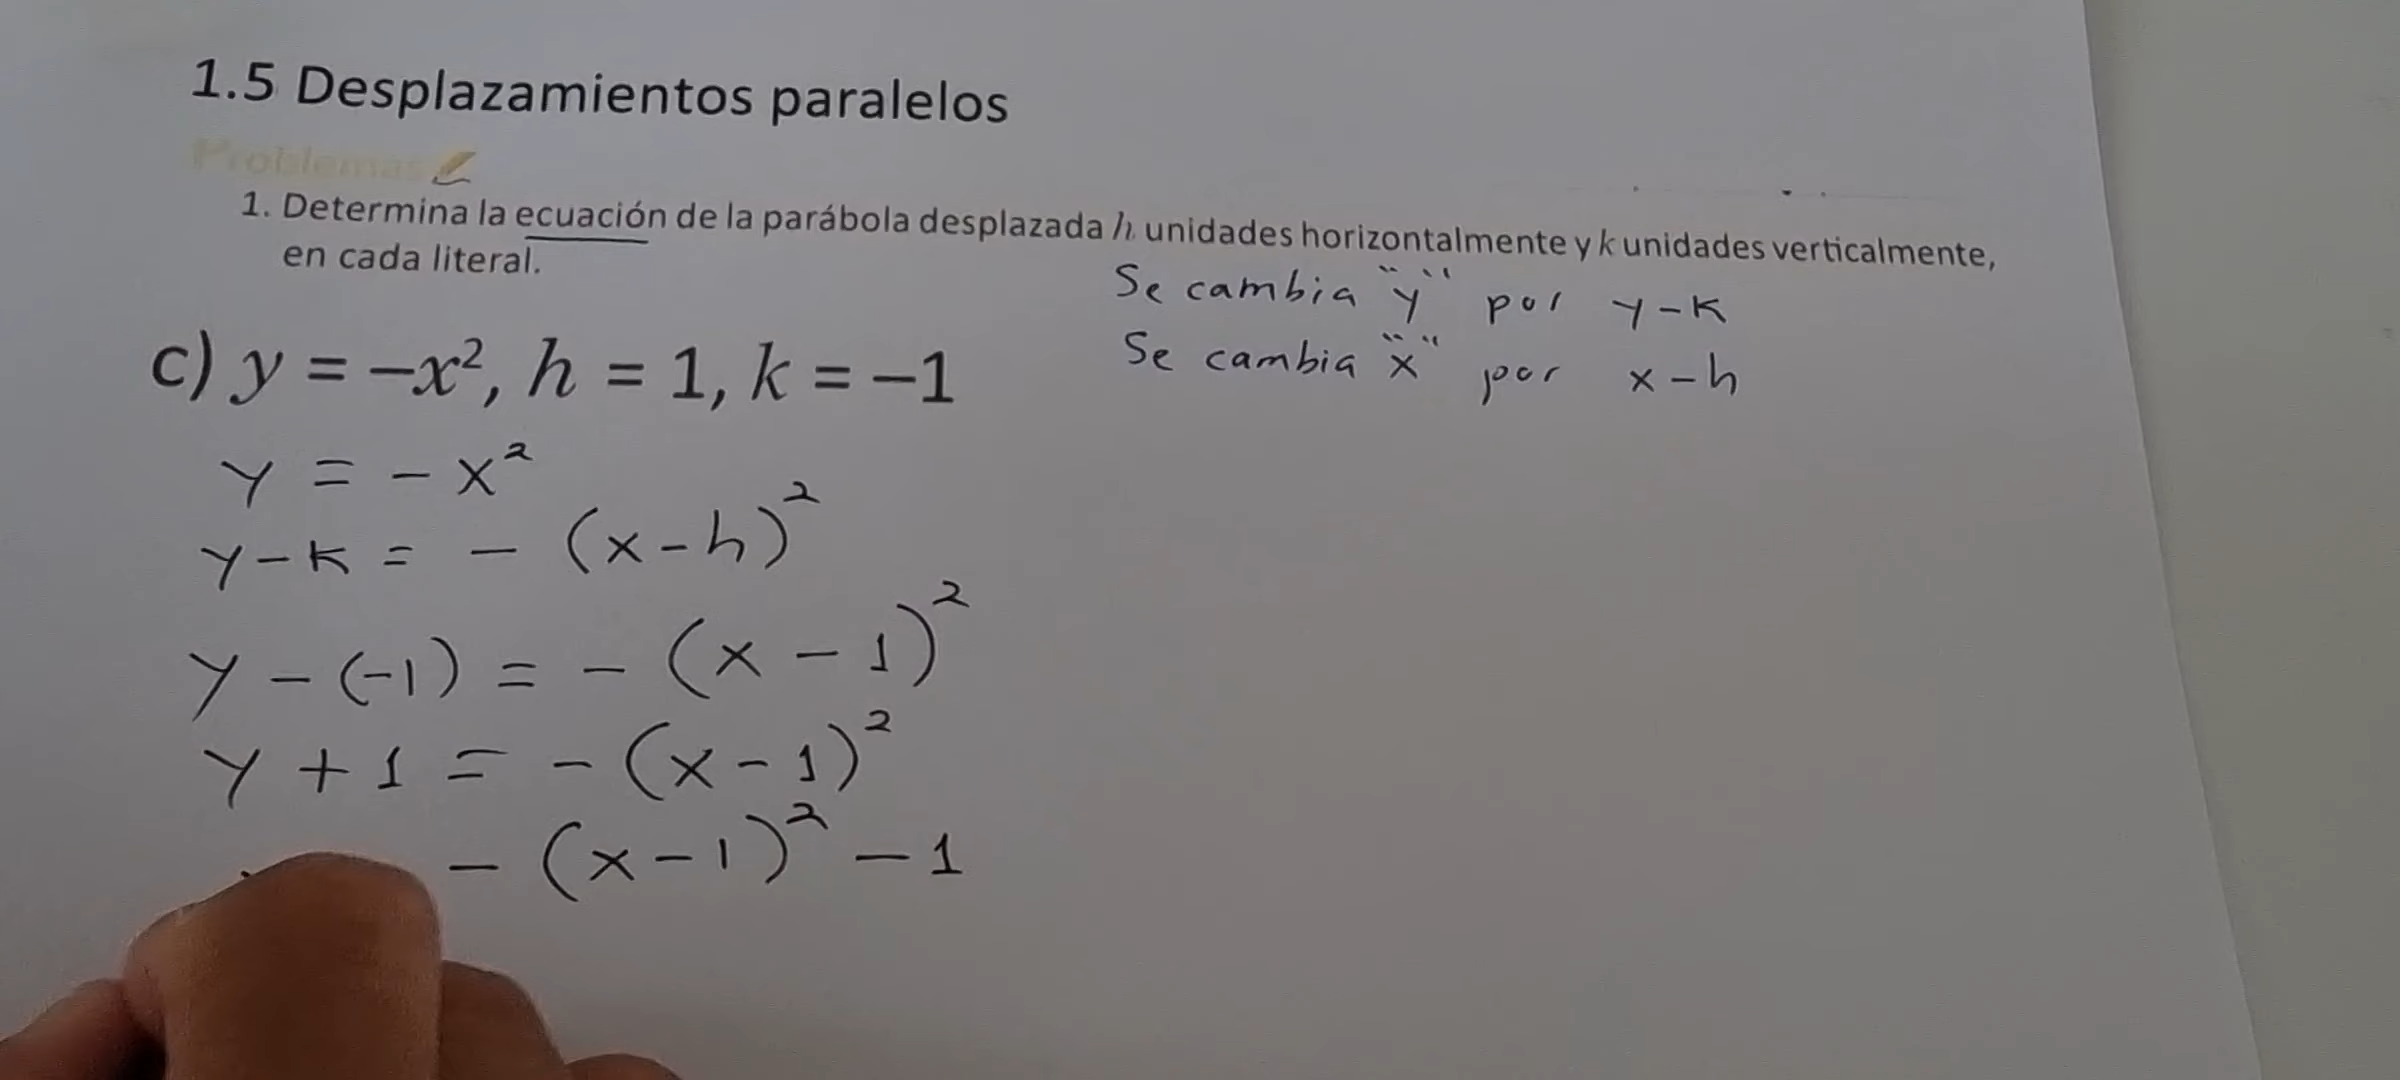 1.5 Desplazamientos paralelos
Problemas
1. Determina la ecuación de la parábola desplazada h unidades horizontalmente y k unidades verticalmente,
en cada literal.
Se cambia "y" por y-k
Se cambia "x" por x-h
c) y = −x², h = 1, k = −1
y = - x²
y-k = - (x-h)²
y - (-1) = - (x - 1)²
y + 1 = - (x - 1)²
- (x-1)² - 1